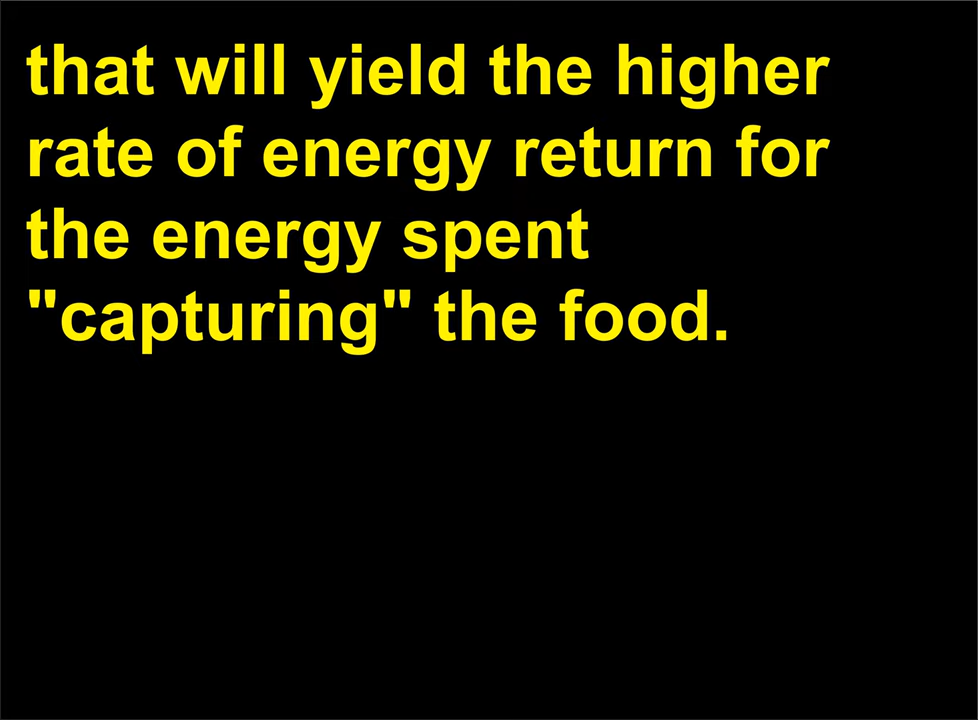 that will yield the higher
rate of energy return for
the energy spent
"capturing" the food.